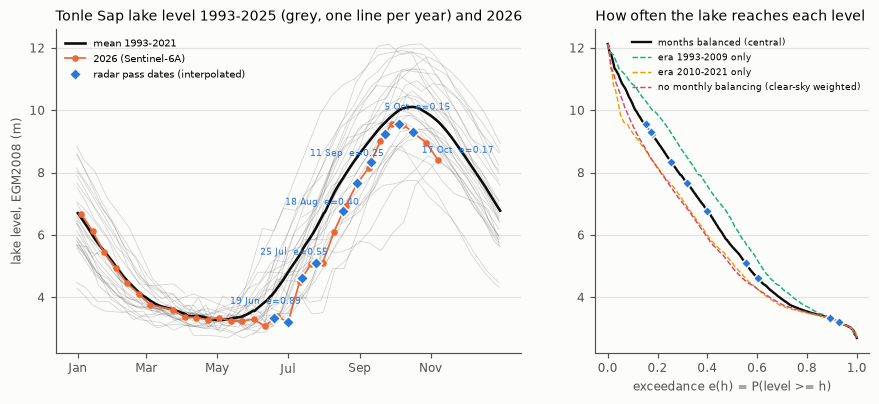 Tonle Sap lake level 1993-2025 (grey, one line per year) and 2026
How often the lake reaches each level
mean 1993-2021
2026 (Sentinel-6A)
radar pass dates (interpolated)
months balanced (central)
era 1993-2009 only
era 2010-2021 only
no monthly balancing (clear-sky weighted)
5 Oct e=0.15
17 Oct e=0.17
11 Sep e=0.25
18 Aug e=0.40
25 Jul e=0.55
19 Jun e=0.89
lake level, EGM2008 (m)
12
10
8
6
4
Jan Mar May Jul Sep Nov
12
10
8
6
4
0.0 0.2 0.4 0.6 0.8 1.0
exceedance e(h) = P(level >= h)